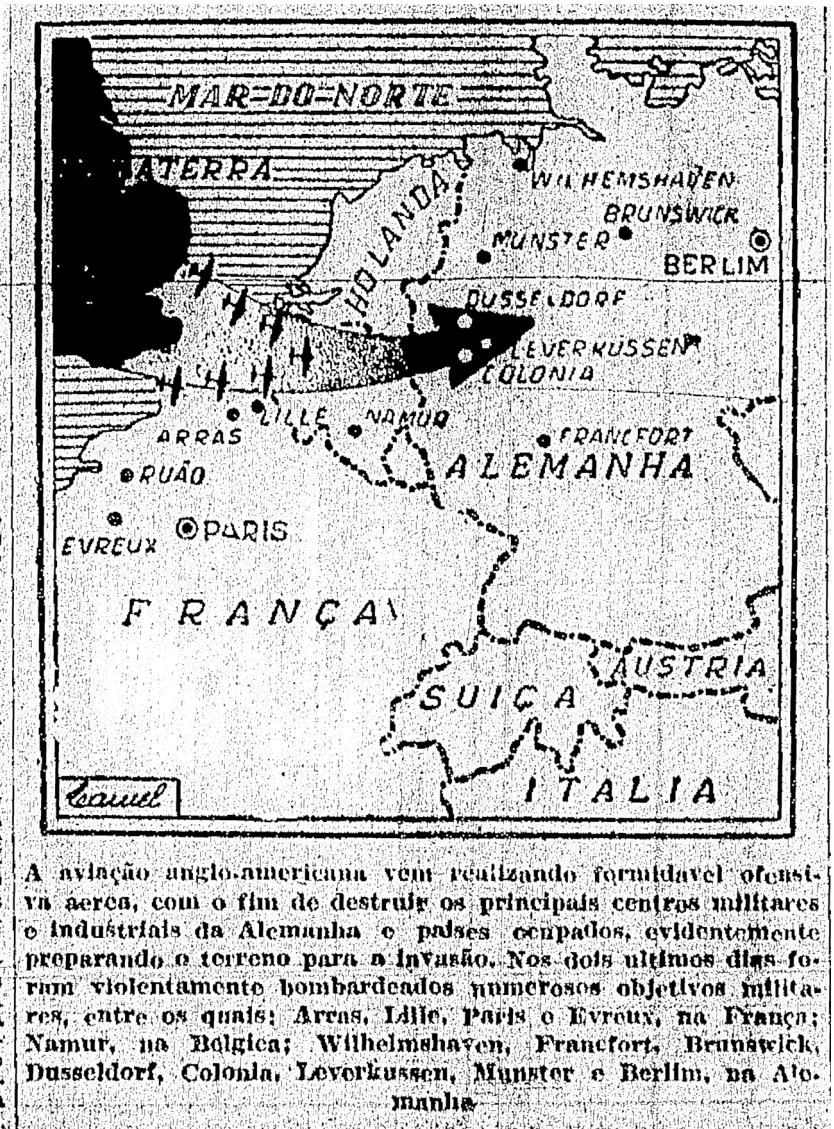 MAR DO NORTE
ATERRA
HOLANDA
WILHEMSHAVEN
BRUNSWICK
MUNSTER
BERLIM
DUSSELDORF
LEVERKUSSEN
COLONIA
LILLE
NAMUR
ARRAS
FRANCFORT
ALEMANHA
RUÃO
PARIS
EVREUX
FRANÇA
AUSTRIA
SUIÇA
ITALIA
A aviação anglo-americana vem realizando formidavel ofensi-
va aerea, com o fim de destruir os principais centros militares
e industriais da Alemanha e paises ocupados, evidentemente
preparando o terreno para a invasão. Nos dois ultimos dias fo-
ram violentamente bombardeados numerosos objetivos milita-
res, entre os quais: Arras, Lille, Paris e Evreux, na França;
Namur, na Belgica; Wilhelmshaven, Francfort, Brunswick,
Dusseldorf, Colonia, Leverkussen, Munster e Berlim, na Ale-
manha